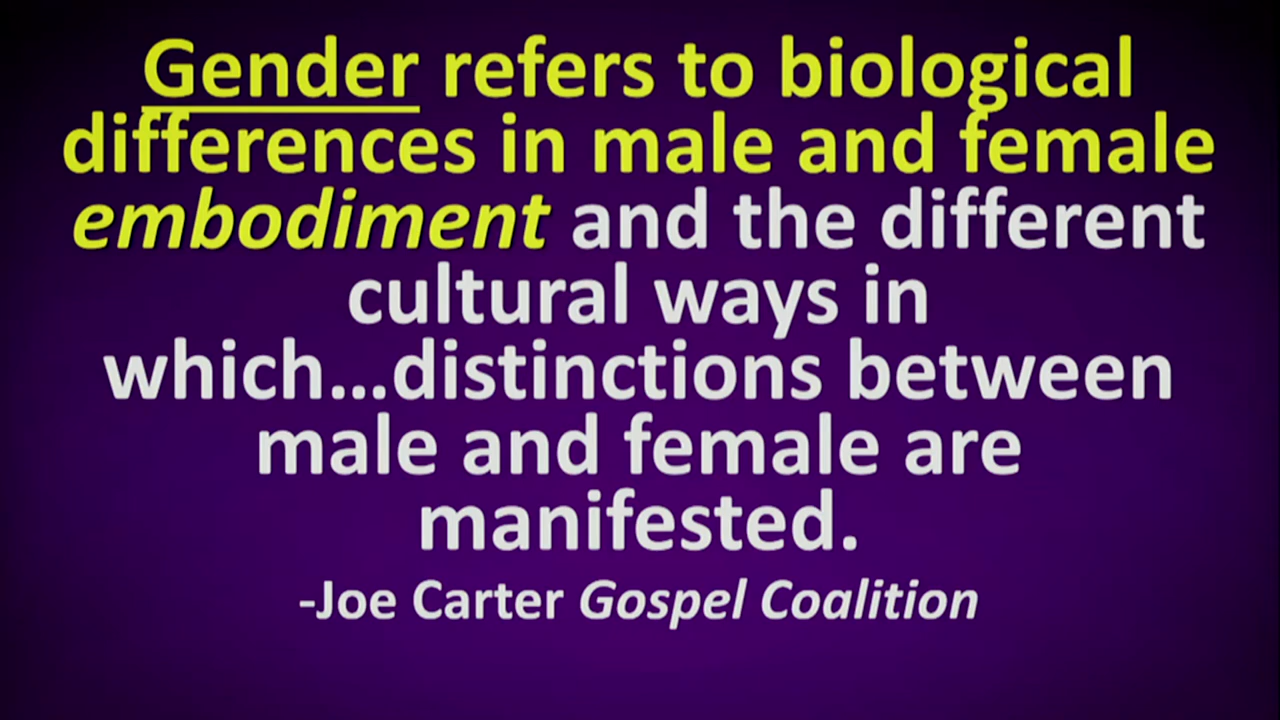 Gender refers to biological
differences in male and female
embodiment and the different
cultural ways in
which...distinctions between
male and female are
manifested.
-Joe Carter Gospel Coalition